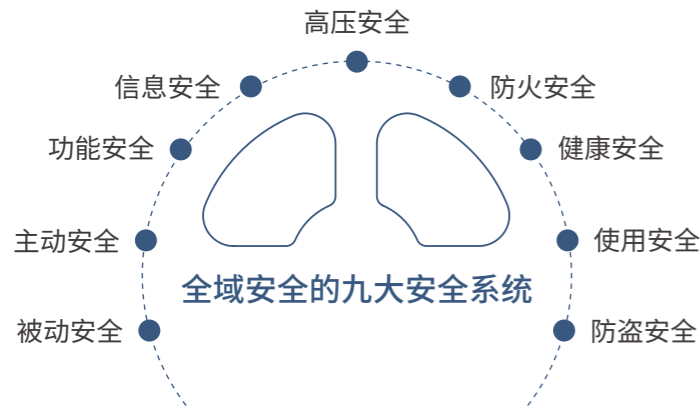 高压安全
信息安全
防火安全
功能安全
健康安全
主动安全
使用安全
全域安全的九大安全系统
被动安全
防盗安全